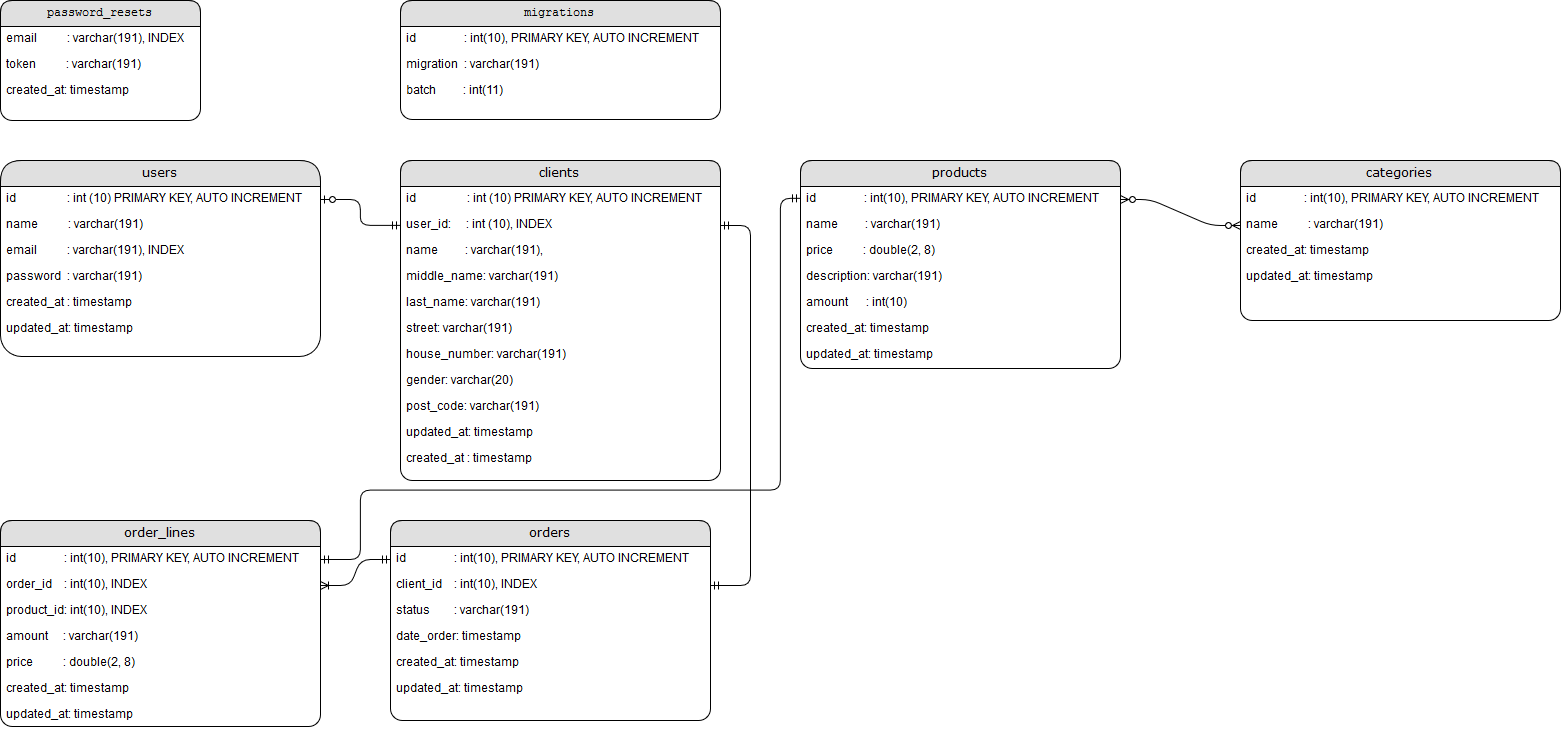 password_resets
email : varchar(191), INDEX
token : varchar(191)
created_at: timestamp
migrations
id : int(10), PRIMARY KEY, AUTO INCREMENT
migration : varchar(191)
batch : int(11)
users
id : int (10) PRIMARY KEY, AUTO INCREMENT
name : varchar(191)
email : varchar(191), INDEX
password : varchar(191)
created_at : timestamp
updated_at: timestamp
clients
id : int (10) PRIMARY KEY, AUTO INCREMENT
user_id: : int (10), INDEX
name : varchar(191),
middle_name: varchar(191)
last_name: varchar(191)
street: varchar(191)
house_number: varchar(191)
gender: varchar(20)
post_code: varchar(191)
updated_at: timestamp
created_at : timestamp
products
id : int(10), PRIMARY KEY, AUTO INCREMENT
name : varchar(191)
price : double(2, 8)
description: varchar(191)
amount : int(10)
created_at: timestamp
updated_at: timestamp
categories
id : int(10), PRIMARY KEY, AUTO INCREMENT
name : varchar(191)
created_at: timestamp
updated_at: timestamp
order_lines
id : int(10), PRIMARY KEY, AUTO INCREMENT
order_id : int(10), INDEX
product_id: int(10), INDEX
amount : varchar(191)
price : double(2, 8)
created_at: timestamp
updated_at: timestamp
orders
id : int(10), PRIMARY KEY, AUTO INCREMENT
client_id : int(10), INDEX
status : varchar(191)
date_order: timestamp
created_at: timestamp
updated_at: timestamp